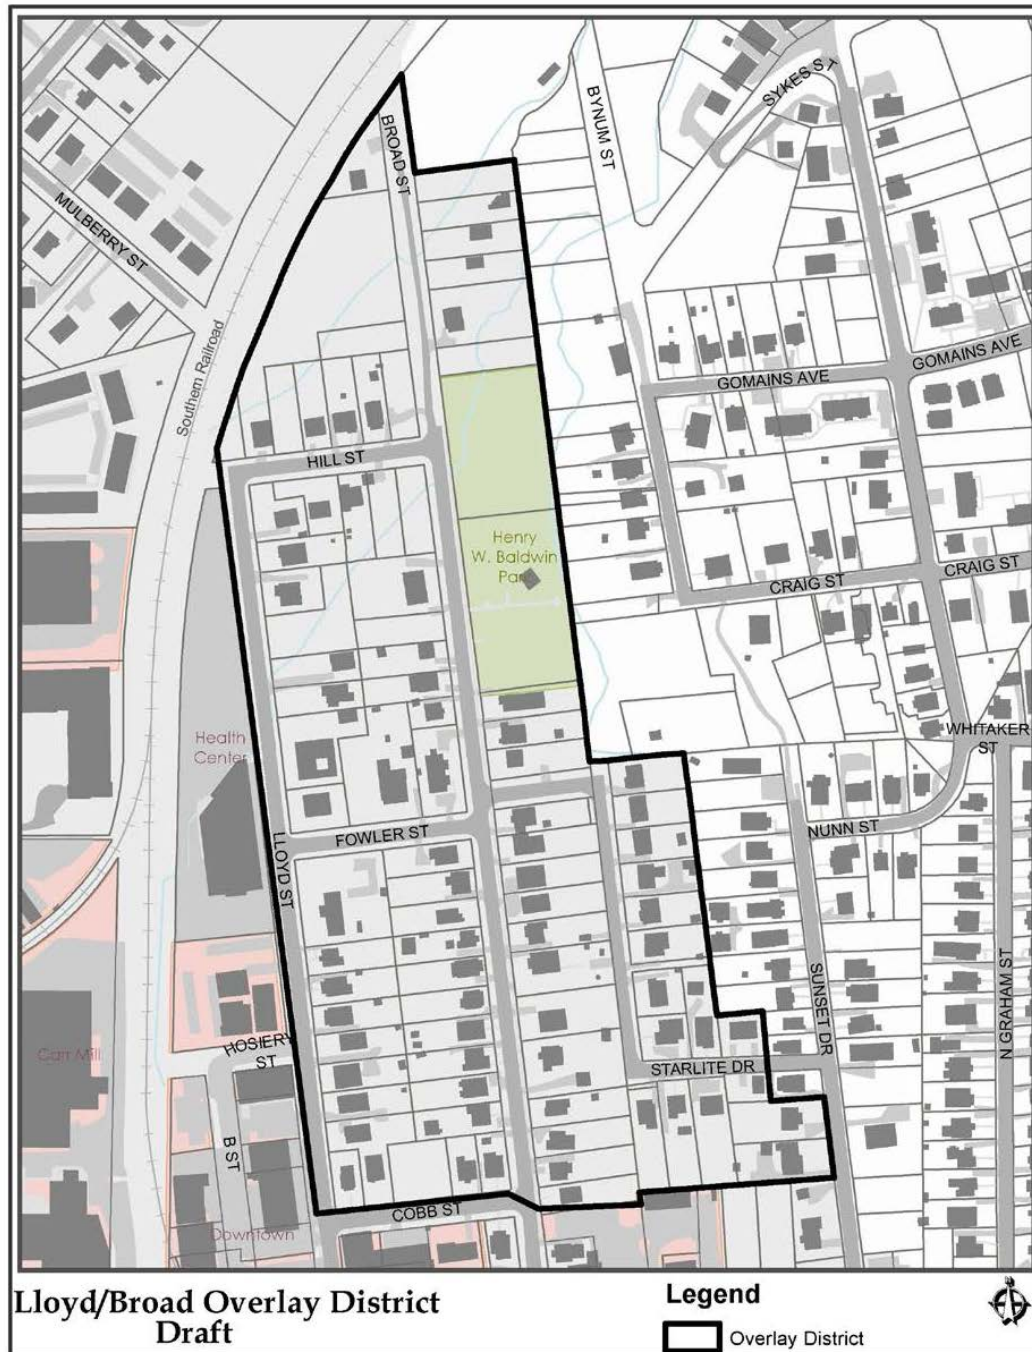 SYKES ST
BYNUM ST
BROAD ST
MULBERRY ST
Southern Railroad
GOMAINS AVE
GOMAINS AVE
HILL ST
Henry
W. Baldwin
Park
CRAIG ST
CRAIG ST
WHITAKER
ST
Health
Center
NUNN ST
FOWLER ST
LLOYD ST
SUNSET DR
N GRAHAM ST
HOSIERY
ST
Carr Mill
STARLITE DR
B ST
COBB ST
Downtown
Lloyd/Broad Overlay District
Draft
Legend
Overlay District